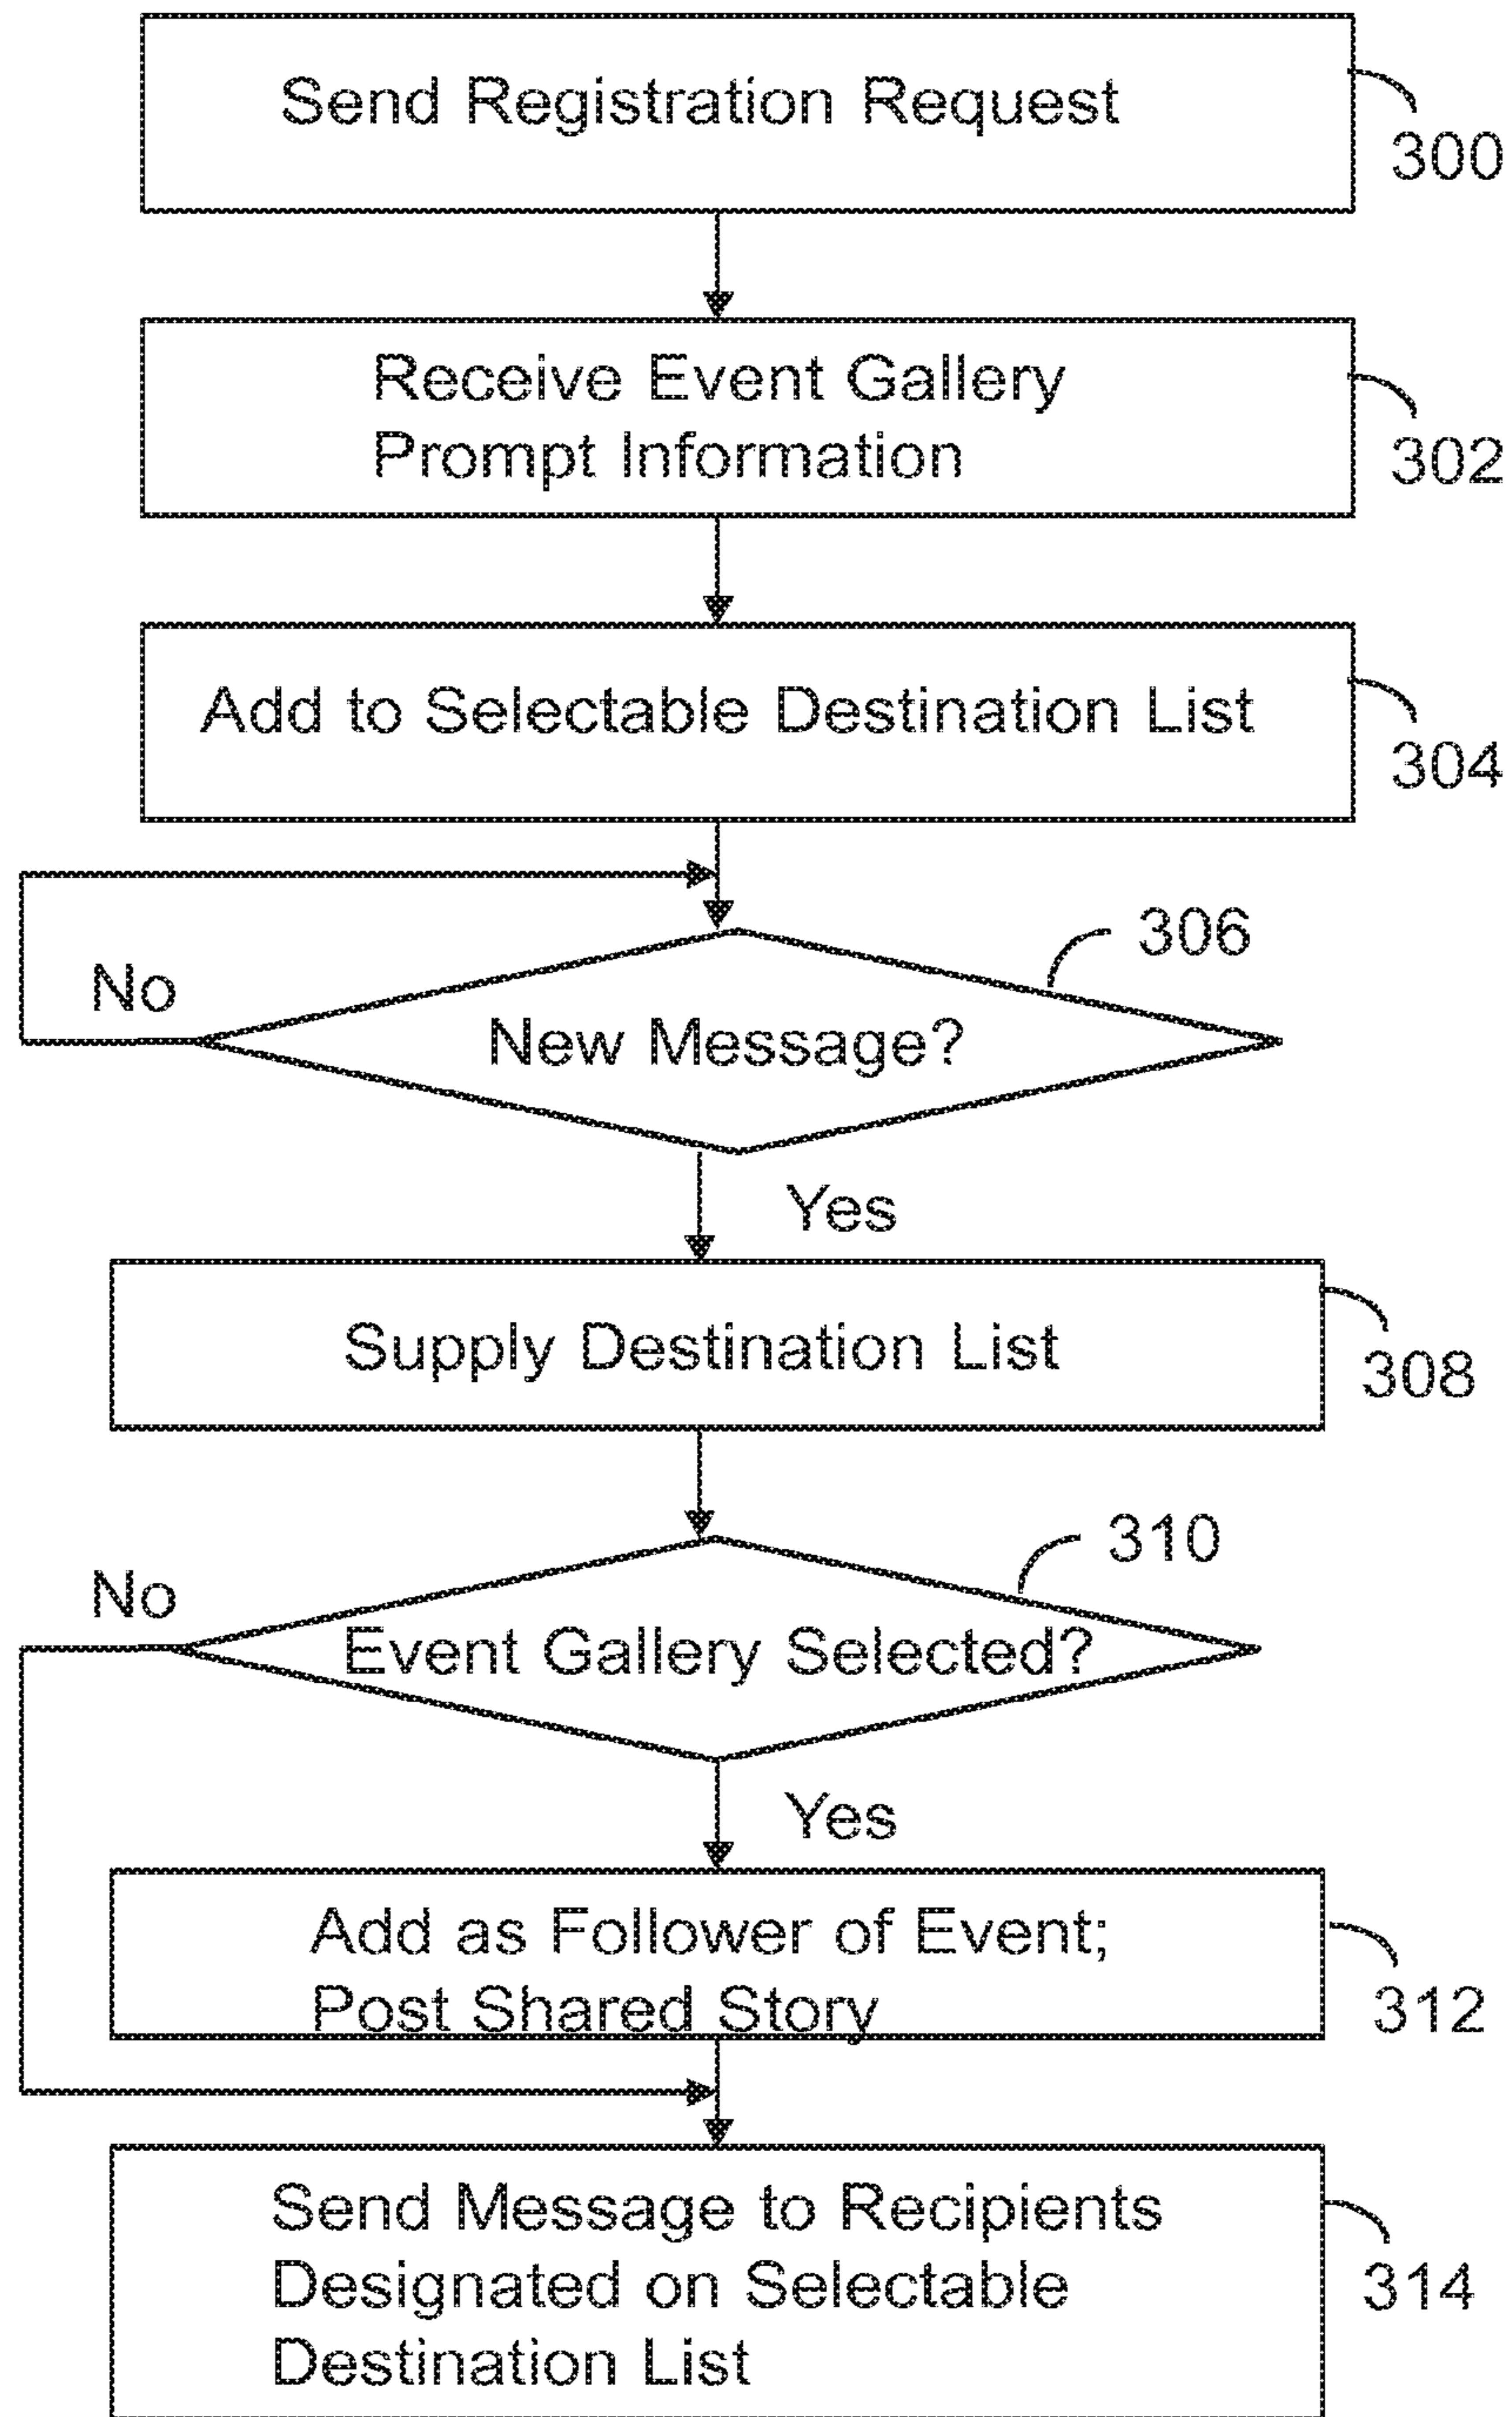 Send Registration Request
300
Receive Event Gallery
Prompt Information
302
Add to Selectable Destination List
304
306
No
New Message?
Yes
Supply Destination List
308
310
No
Event Gallery Selected?
Yes
Add as Follower of Event;
Post Shared Story
312
Send Message to Recipients
Designated on Selectable
Destination List
314